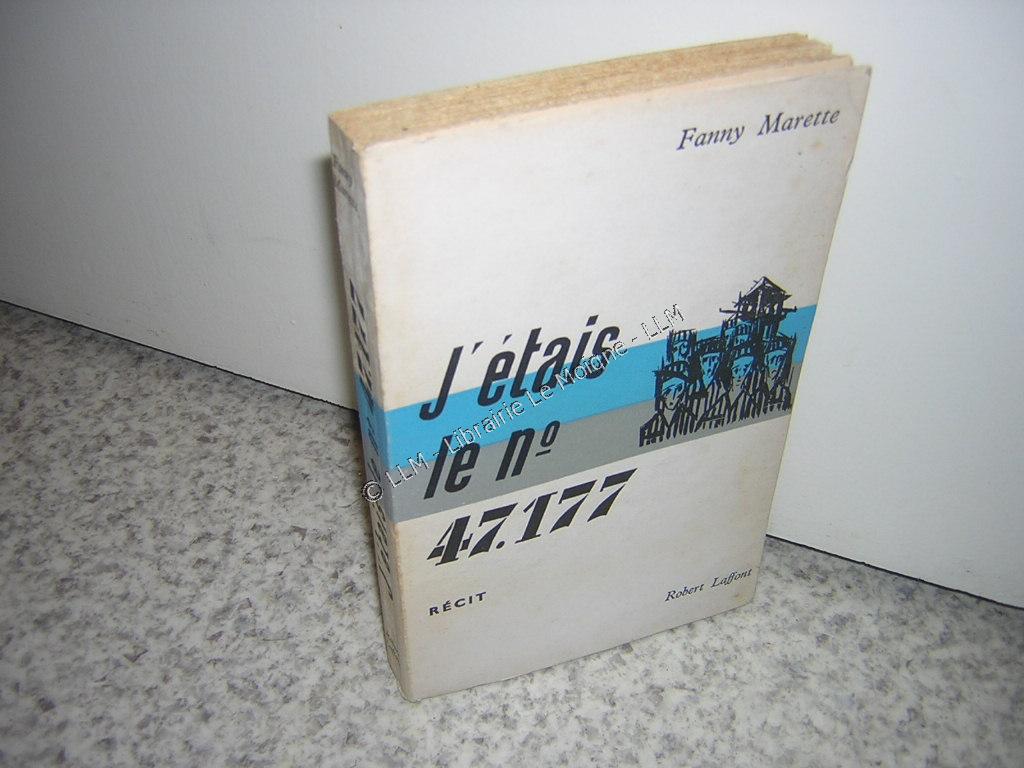 Fanny Marette
J'étais
le nº
47.177
RÉCIT
Robert Laffont
© LLM - Librairie Le Moigne - LLM